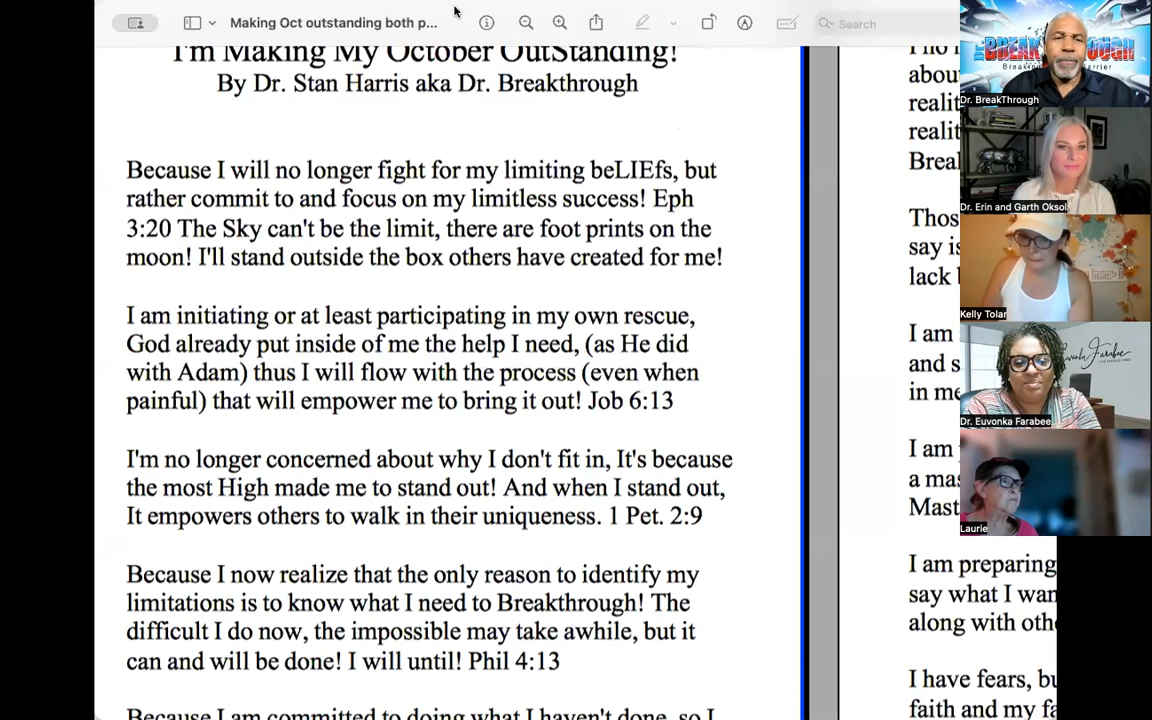 Making Oct outstanding both p...
Search
I'm Making My October OutStanding!
By Dr. Stan Harris aka Dr. Breakthrough
Because I will no longer fight for my limiting beLIEfs, but
rather commit to and focus on my limitless success! Eph
3:20 The Sky can't be the limit, there are foot prints on the
moon! I'll stand outside the box others have created for me!
I am initiating or at least participating in my own rescue,
God already put inside of me the help I need, (as He did
with Adam) thus I will flow with the process (even when
painful) that will empower me to bring it out! Job 6:13
I'm no longer concerned about why I don't fit in, It's because
the most High made me to stand out! And when I stand out,
It empowers others to walk in their uniqueness. 1 Pet. 2:9
Because I now realize that the only reason to identify my
limitations is to know what I need to Breakthrough! The
difficult I do now, the impossible may take awhile, but it
can and will be done! I will until! Phil 4:13
Because I am committed to doing what I haven't done, so I
abou
realit
realit
Brea
Thos
say is
lack
I am
and s
in me
I am
a mas
Mast
I am preparing
say what I wan
along with oth
I have fears, bu
faith and my fa
Dr. BreakThrough
Dr. Erin and Garth Oksol
Kelly Tolar
Dr. Euvonka Farabee
Laurie